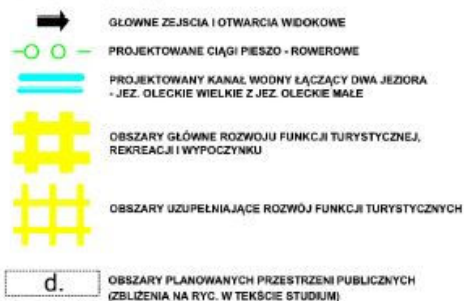 GŁOWNE ZEJSCIA I OTWARCIA WIDOKOWE
PROJEKTOWANE CIĄGI PIESZO - ROWEROWE
PROJEKTOWANY KANAŁ WODNY ŁĄCZĄCY DWA JEZIORA
- JEZ. OLECKIE WIELKIE Z JEZ. OLECKIE MAŁE
OBSZARY GŁÓWNE ROZWOJU FUNKCJI TURYSTYCZNEJ,
REKREACJI I WYPOCZYNKU
OBSZARY UZUPEŁNIAJĄCE ROZWÓJ FUNKCJI TURYSTYCZNYCH
d.
OBSZARY PLANOWANYCH PRZESTRZENI PUBLICZNYCH
(ZBLIŻENIA NA RYC. W TEKŚCIE STUDIUM)